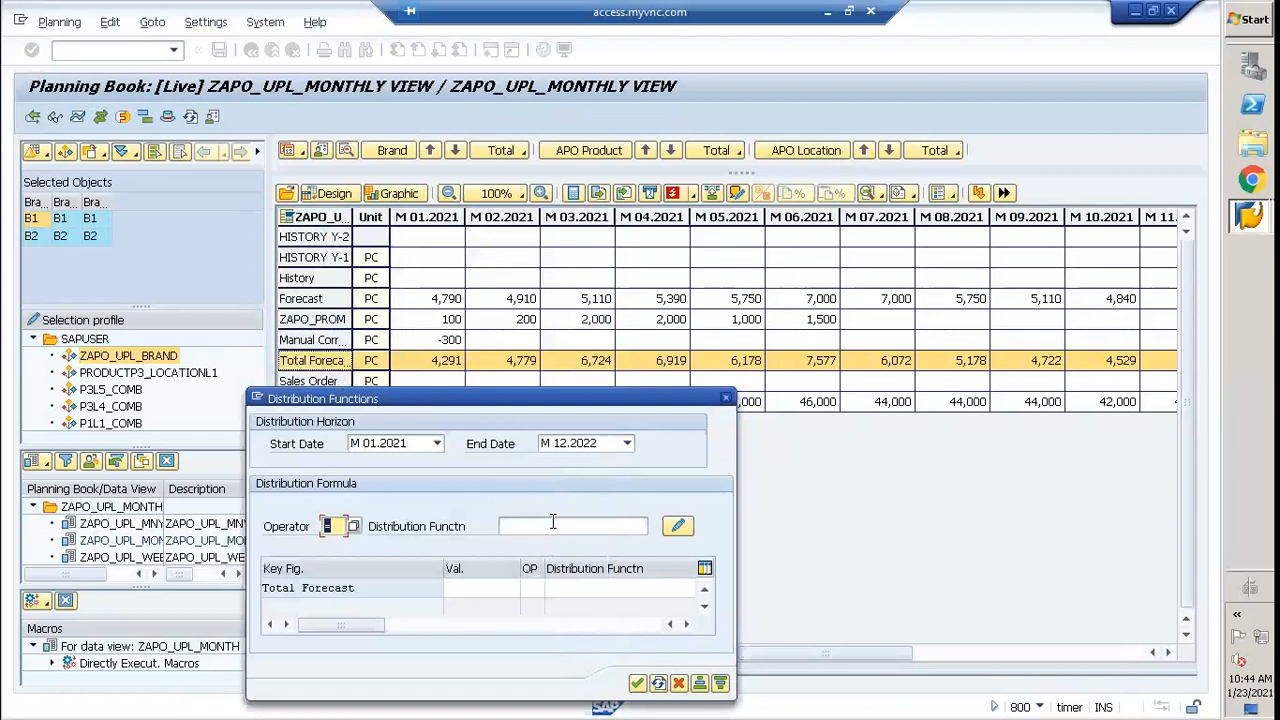 access.myvnc.com
Planning Edit Goto Settings System Help
Start
Planning Book: [Live] ZAPO_UPL_MONTHLY VIEW / ZAPO_UPL_MONTHLY VIEW
Brand Total APO Product Total APO Location Total
Selected Objects
Bra... Bra... Bra...
B1 B1 B1
B2 B2 B2
Design Graphic 100%
ZAPO_U... Unit M 01.2021 M 02.2021 M 03.2021 M 04.2021 M 05.2021 M 06.2021 M 07.2021 M 08.2021 M 09.2021 M 10.2021 M 11.
HISTORY Y-2
HISTORY Y-1 PC
History PC
Forecast PC 4,790 4,910 5,110 5,390 5,750 7,000 7,000 5,750 5,110 4,840
ZAPO_PROM PC 100 200 2,000 2,000 1,000 1,500
Manual Corr... PC -300
Total Foreca... PC 4,291 4,779 6,724 6,919 6,178 7,577 6,072 5,178 4,722 4,529
Sales Order PC
,000 46,000 44,000 44,000 44,000 42,000
Selection profile
SAPUSER
ZAPO_UPL_BRAND
PRODUCTP3_LOCATIONL1
P3L5_COMB
P3L4_COMB
P1L1_COMB
Planning Book/Data View Description
ZAPO_UPL_MONTH
ZAPO_UPL_MNY ZAPO_UPL_MN
ZAPO_UPL_MO ZAPO_UPL_MO
ZAPO_UPL_WE ZAPO_UPL_WE
Macros
For data view: ZAPO_UPL_MONTH
Directly Execut. Macros
Distribution Functions
Distribution Horizon
Start Date M 01.2021 End Date M 12.2022
Distribution Formula
Operator = Distribution Functn
Key Fig. Val. OP Distribution Functn
Total Forecast
SAP
800 timer INS
10:44 AM
1/23/2021